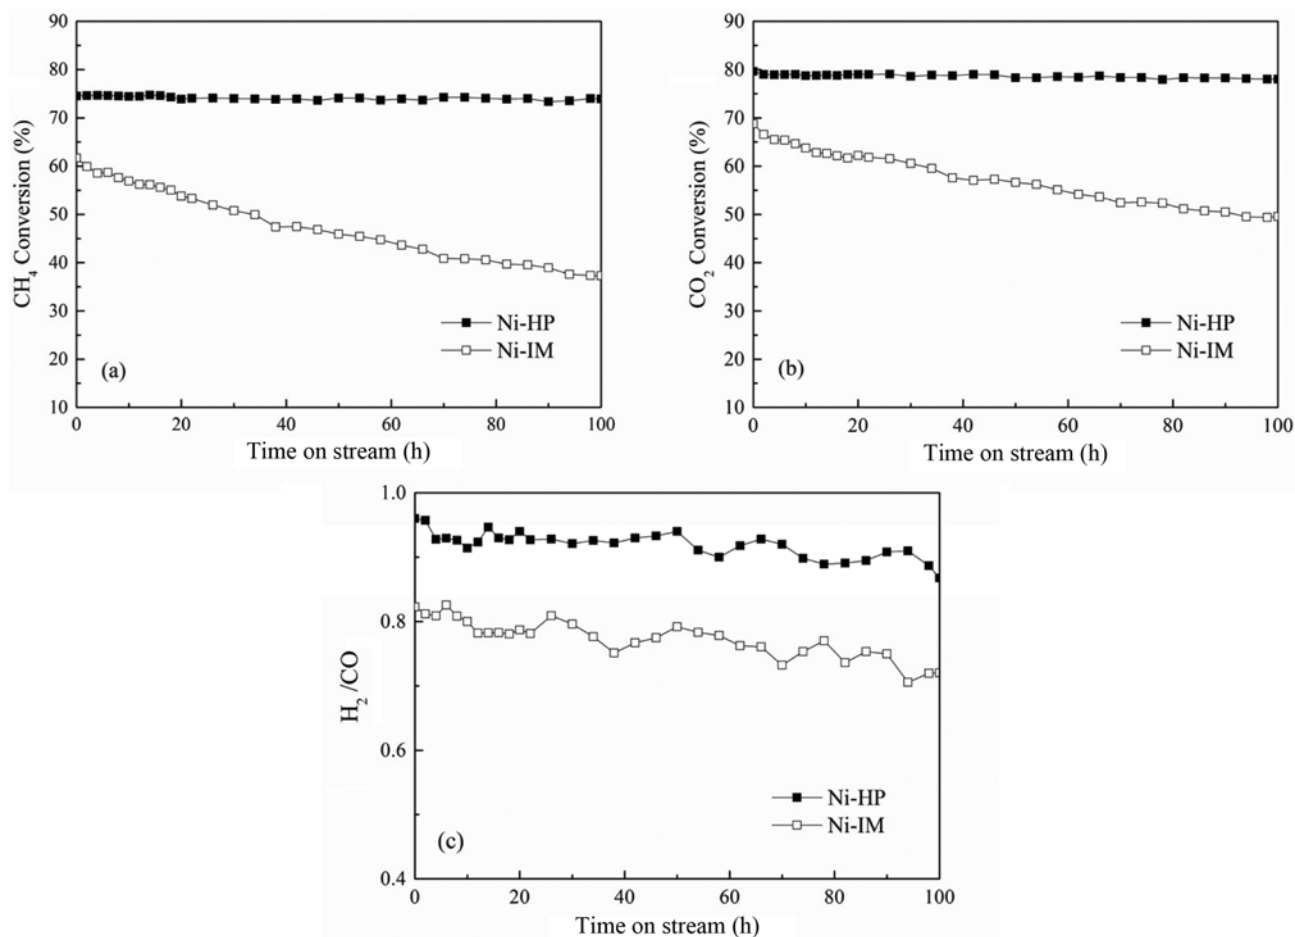 90
80
70
60
50
40
30
20
10
CH₄ Conversion (%)
Ni-HP
Ni-IM
(a)
0 20 40 60 80 100
Time on stream (h)
90
80
70
60
50
40
30
20
10
CO₂ Conversion (%)
Ni-HP
Ni-IM
(b)
0 20 40 60 80 100
Time on stream (h)
1.0
0.8
0.6
0.4
H₂/CO
Ni-HP
Ni-IM
(c)
0 20 40 60 80 100
Time on stream (h)